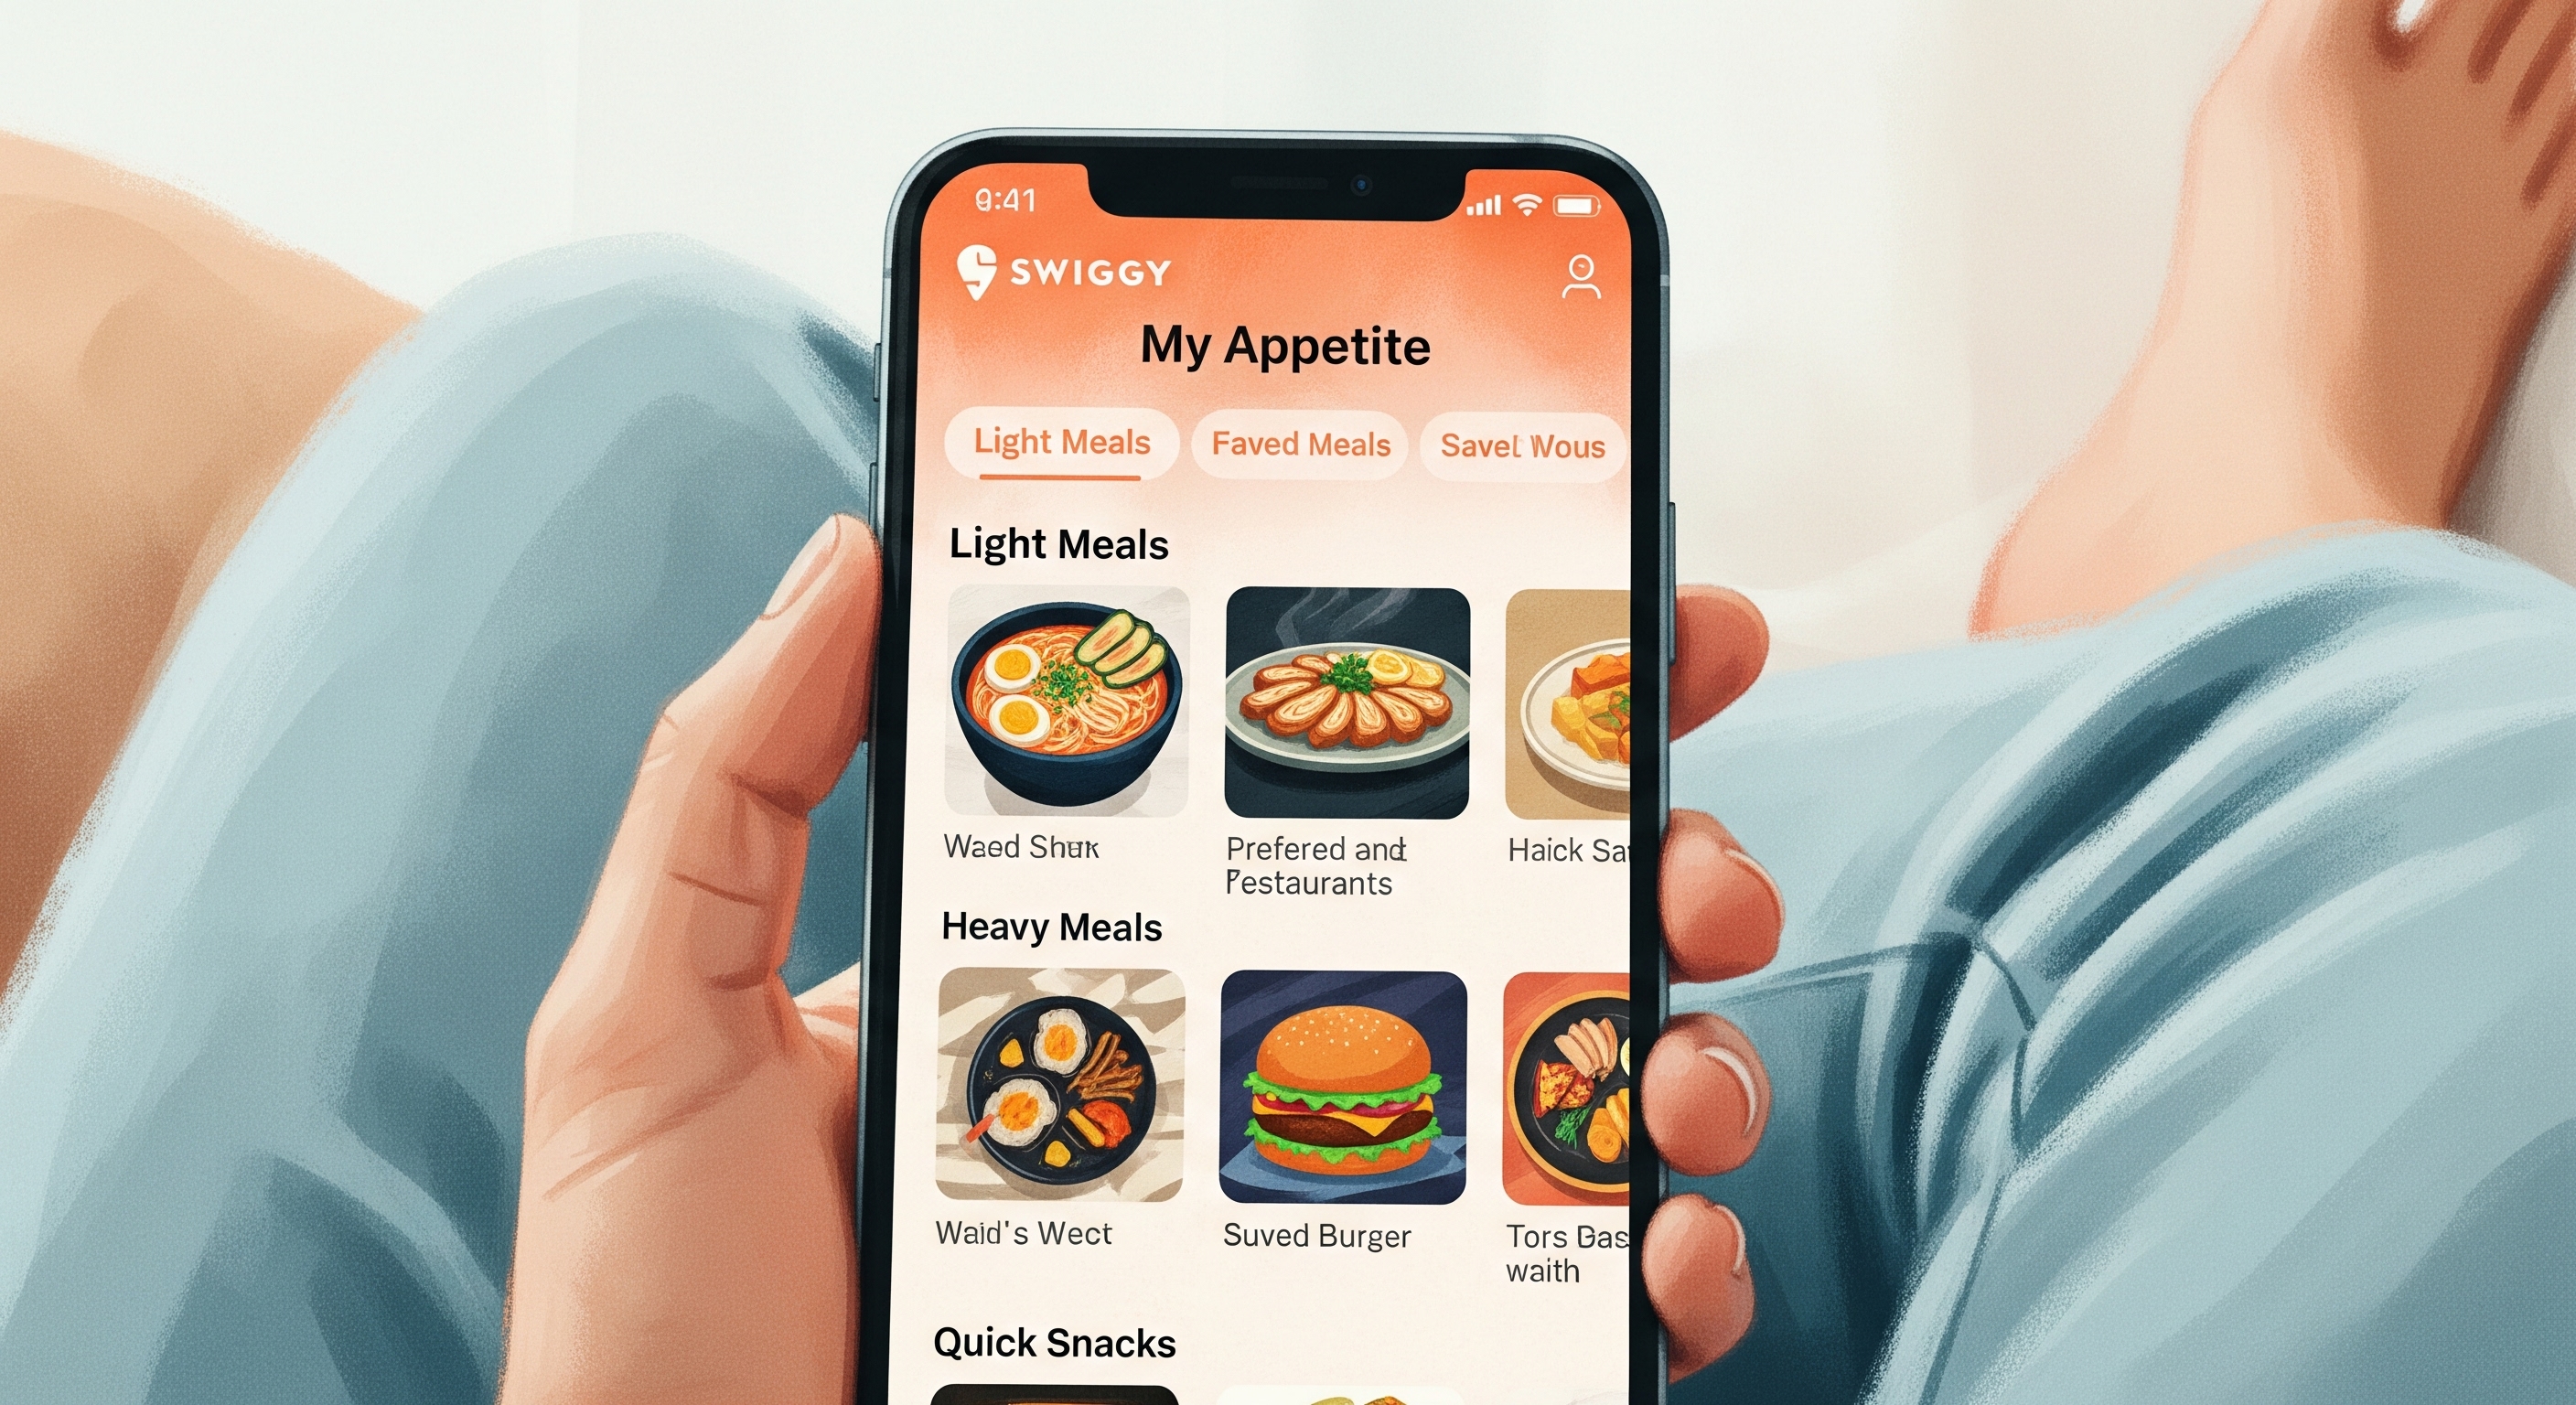 9:41
SWIGGY
My Appetite
Light Meals
Faved Meals
Savel Wous
Light Meals
Waed
Prefered and
Pestaurants
Haick Sa
Heavy Meals
Waid's Wect
Suved Burger
Tors Bas
waith
Quick Snacks